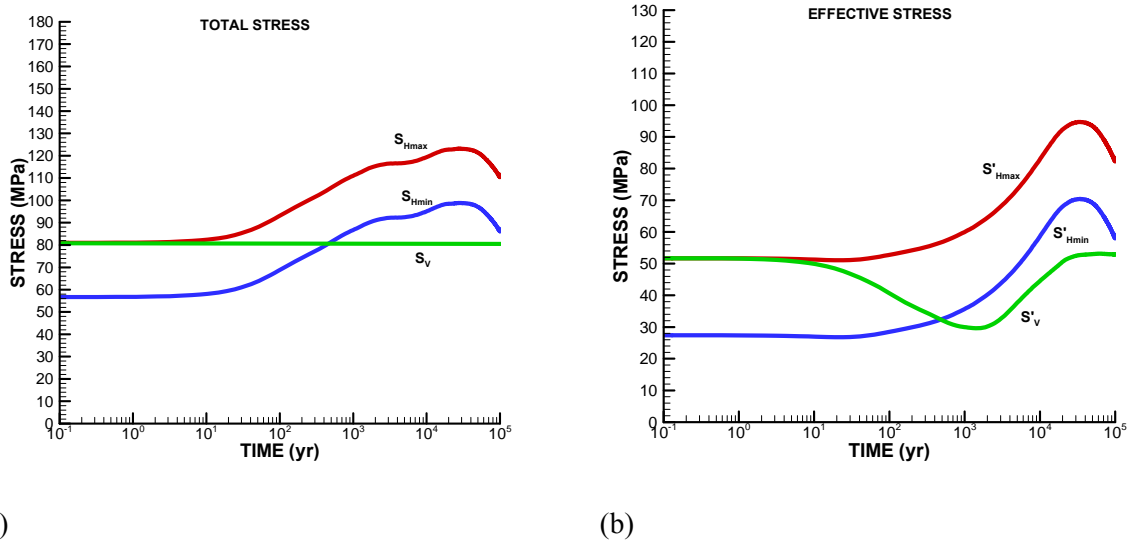 TOTAL STRESS
STRESS (MPa)
180
170
160
150
140
130
120
110
100
90
80
70
60
50
40
30
20
10
0
S_Hmax
S_Hmin
S_V
10^-1 10^0 10^1 10^2 10^3 10^4 10^5
TIME (yr)
)
EFFECTIVE STRESS
STRESS (MPa)
130
120
110
100
90
80
70
60
50
40
30
20
10
0
S'_Hmax
S'_Hmin
S'_V
10^-1 10^0 10^1 10^2 10^3 10^4 10^5
TIME (yr)
(b)